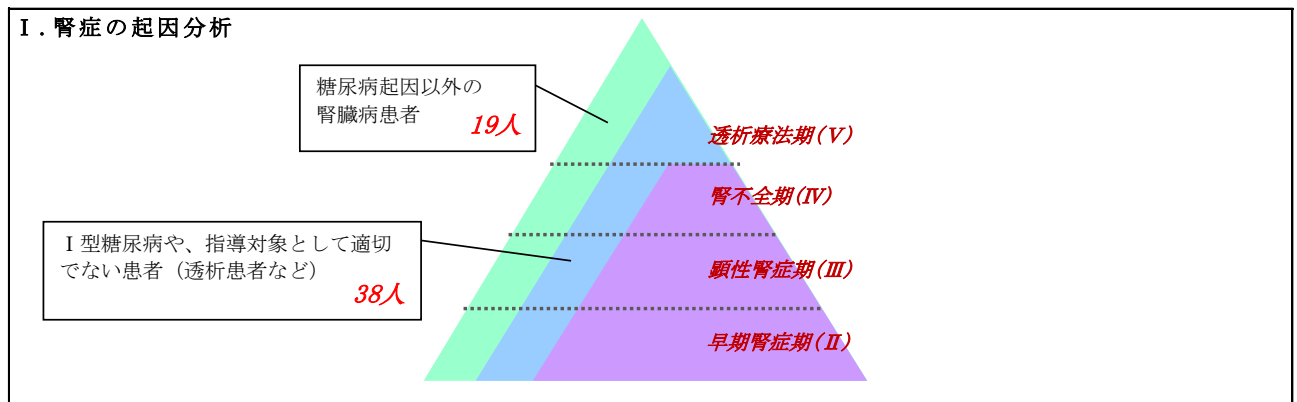 Ⅰ.腎症の起因分析
糖尿病起因以外の
腎臓病患者
19人
透析療法期(Ⅴ)
腎不全期(Ⅳ)
Ⅰ型糖尿病や、指導対象として適切
でない患者（透析患者など）
38人
顕性腎症期(Ⅲ)
早期腎症期(Ⅱ)